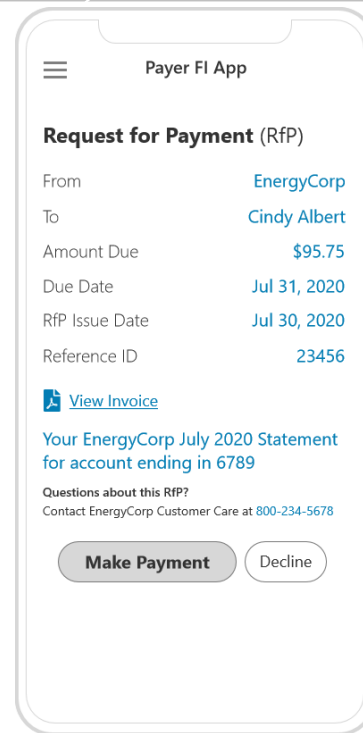 Payer FI App
Request for Payment (RfP)
From EnergyCorp
To Cindy Albert
Amount Due $95.75
Due Date Jul 31, 2020
RfP Issue Date Jul 30, 2020
Reference ID 23456
View Invoice
Your EnergyCorp July 2020 Statement
for account ending in 6789
Questions about this RfP?
Contact EnergyCorp Customer Care at 800-234-5678
Make Payment Decline